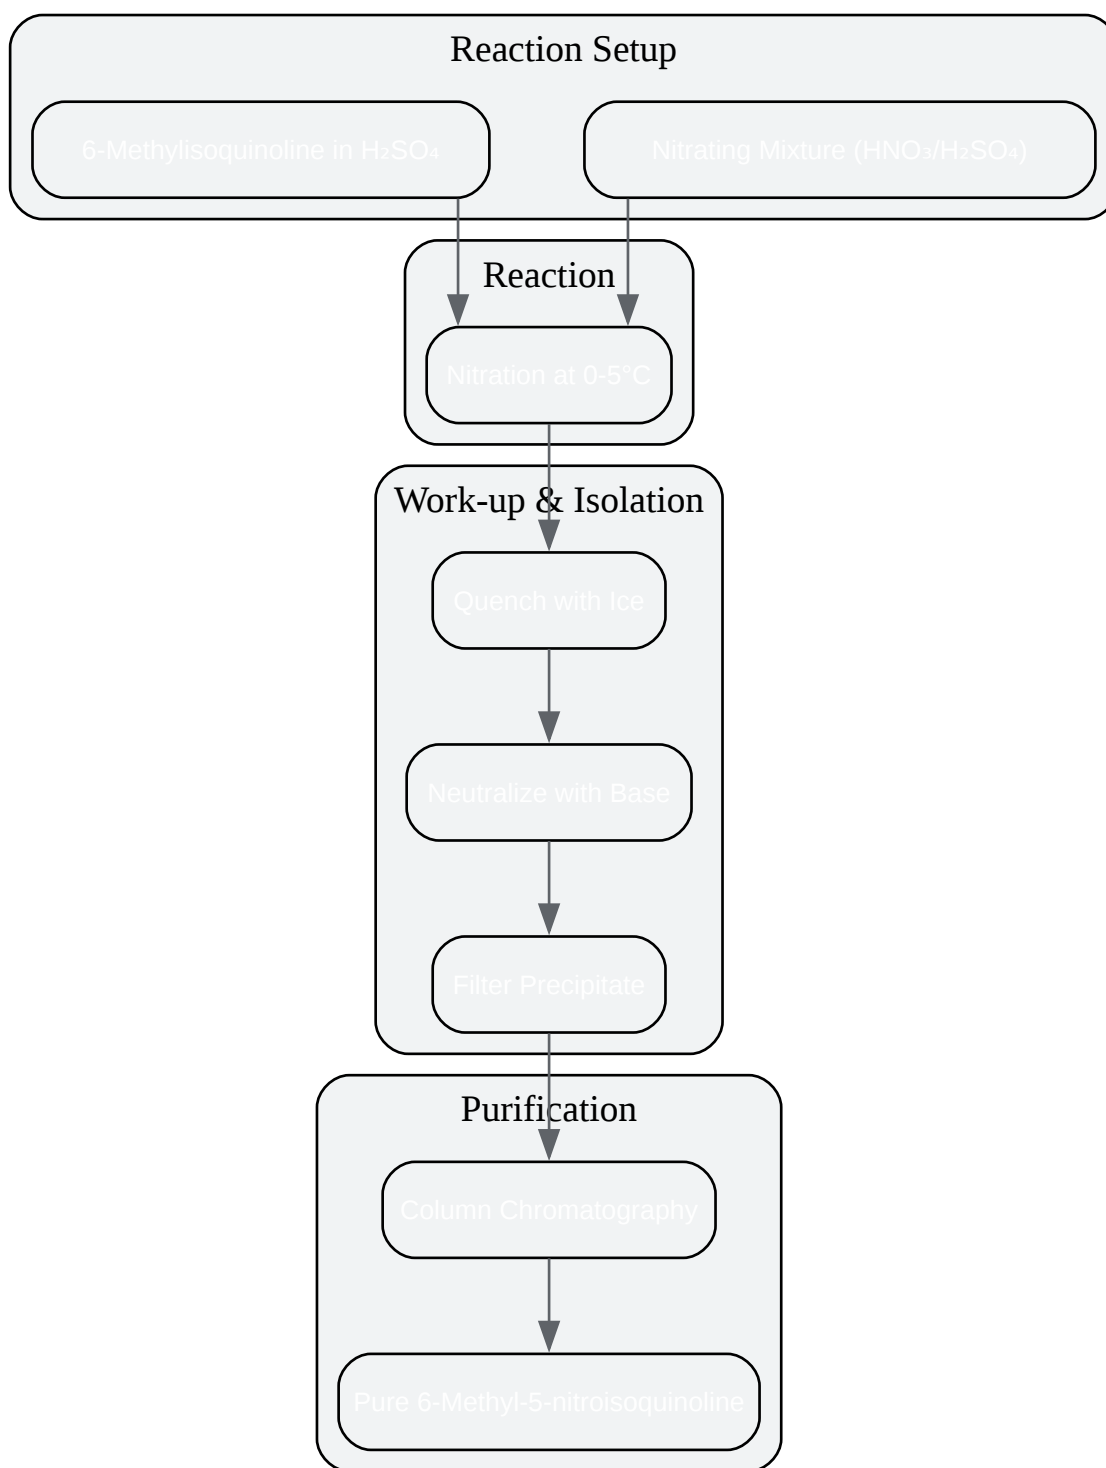 Reaction Setup
6-Methylisoquinoline in H₂SO₄
Nitrating Mixture (HNO₃/H₂SO₄)
Reaction
Nitration at 0-5°C
Work-up & Isolation
Quench with Ice
Neutralize with Base
Filter Precipitate
Purification
Column Chromatography
Pure 6-Methyl-5-nitroisoquinoline